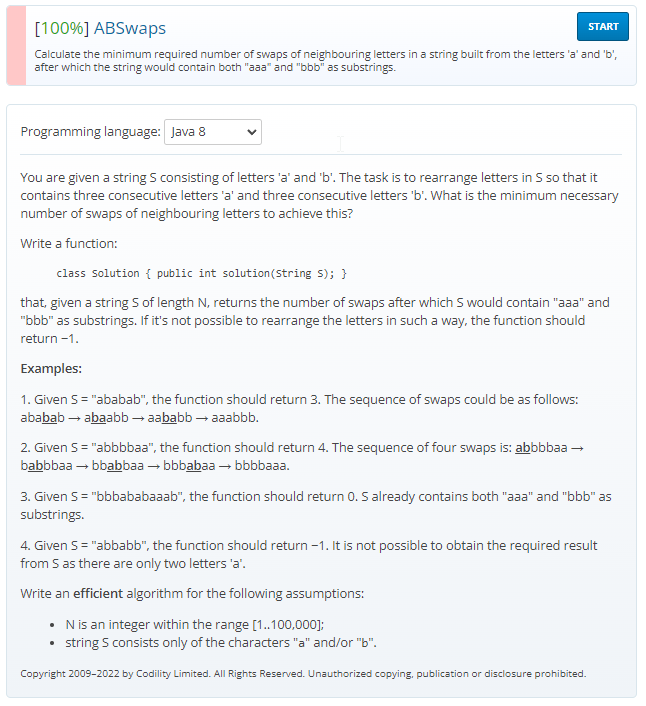 [100%] ABSwaps
START
Calculate the minimum required number of swaps of neighbouring letters in a string built from the letters 'a' and 'b',
after which the string would contain both "aaa" and "bbb" as substrings.
Programming language: Java 8
You are given a string S consisting of letters 'a' and 'b'. The task is to rearrange letters in S so that it
contains three consecutive letters 'a' and three consecutive letters 'b'. What is the minimum necessary
number of swaps of neighbouring letters to achieve this?
Write a function:
class Solution { public int solution(String S); }
that, given a string S of length N, returns the number of swaps after which S would contain "aaa" and
"bbb" as substrings. If it's not possible to rearrange the letters in such a way, the function should
return −1.
Examples:
1. Given S = "ababab", the function should return 3. The sequence of swaps could be as follows:
ababab → abaabb → aababb → aaabbb.
2. Given S = "abbbbaa", the function should return 4. The sequence of four swaps is: abbbbaa →
babbbaa → bbabbaa → bbbabaa → bbbbaaa.
3. Given S = "bbbababaaab", the function should return 0. S already contains both "aaa" and "bbb" as
substrings.
4. Given S = "abbabb", the function should return −1. It is not possible to obtain the required result
from S as there are only two letters 'a'.
Write an efficient algorithm for the following assumptions:
• N is an integer within the range [1..100,000];
• string S consists only of the characters "a" and/or "b".
Copyright 2009–2022 by Codility Limited. All Rights Reserved. Unauthorized copying, publication or disclosure prohibited.